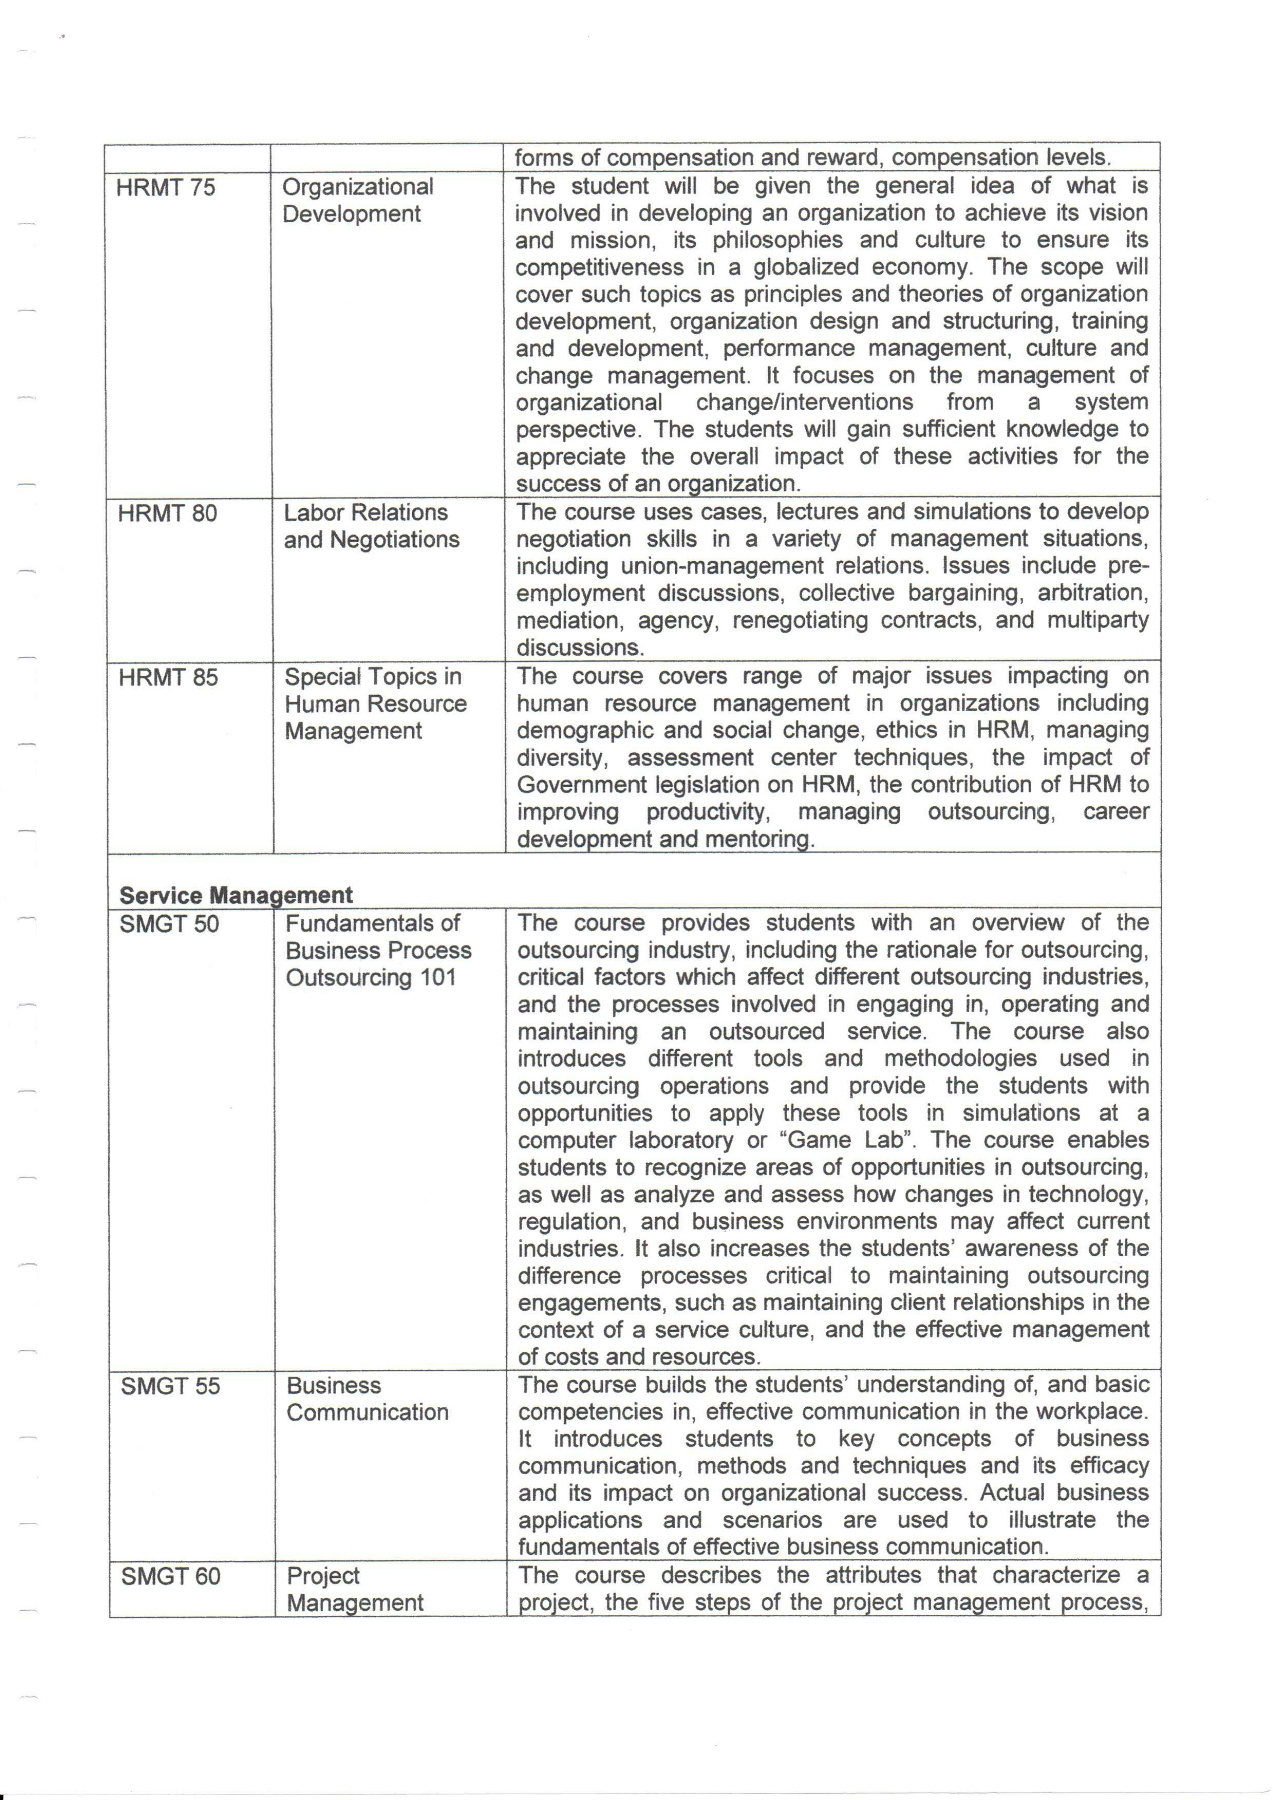 forms of compensation and reward, compensation levels.
HRMT 75
Organizational
Development
The student will be given the general idea of what is
involved in developing an organization to achieve its vision
and mission, its philosophies and culture to ensure its
competitiveness in a globalized economy. The scope will
cover such topics as principles and theories of organization
development, organization design and structuring, training
and development, performance management, culture and
change management. It focuses on the management of
organizational change/interventions from a system
perspective. The students will gain sufficient knowledge to
appreciate the overall impact of these activities for the
success of an organization.
HRMT 80
Labor Relations
and Negotiations
The course uses cases, lectures and simulations to develop
negotiation skills in a variety of management situations,
including union-management relations. Issues include pre-
employment discussions, collective bargaining, arbitration,
mediation, agency, renegotiating contracts, and multiparty
discussions.
HRMT 85
Special Topics in
Human Resource
Management
The course covers range of major issues impacting on
human resource management in organizations including
demographic and social change, ethics in HRM, managing
diversity, assessment center techniques, the impact of
Government legislation on HRM, the contribution of HRM to
improving productivity, managing outsourcing, career
development and mentoring.
Service Management
SMGT 50
Fundamentals of
Business Process
Outsourcing 101
The course provides students with an overview of the
outsourcing industry, including the rationale for outsourcing,
critical factors which affect different outsourcing industries,
and the processes involved in engaging in, operating and
maintaining an outsourced service. The course also
introduces different tools and methodologies used in
outsourcing operations and provide the students with
opportunities to apply these tools in simulations at a
computer laboratory or “Game Lab”. The course enables
students to recognize areas of opportunities in outsourcing,
as well as analyze and assess how changes in technology,
regulation, and business environments may affect current
industries. It also increases the students’ awareness of the
difference processes critical to maintaining outsourcing
engagements, such as maintaining client relationships in the
context of a service culture, and the effective management
of costs and resources.
SMGT 55
Business
Communication
The course builds the students’ understanding of, and basic
competencies in, effective communication in the workplace.
It introduces students to key concepts of business
communication, methods and techniques and its efficacy
and its impact on organizational success. Actual business
applications and scenarios are used to illustrate the
fundamentals of effective business communication.
SMGT 60
Project
Management
The course describes the attributes that characterize a
project, the five steps of the project management process,